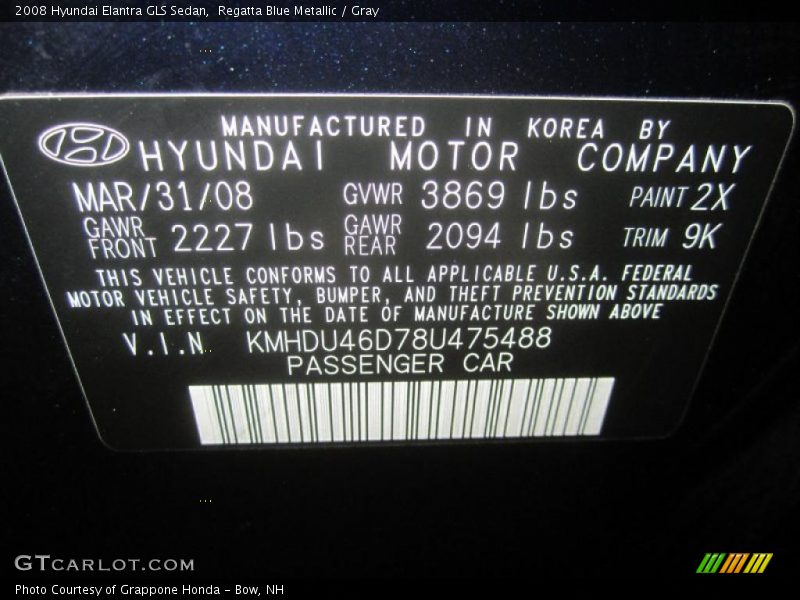 2008 Hyundai Elantra GLS Sedan,  Regatta Blue Metallic / Gray
MANUFACTURED IN KOREA BY
HYUNDAI MOTOR COMPANY
MAR/31/08 GVWR 3869 lbs PAINT 2X
GAWR FRONT 2227 lbs GAWR REAR 2094 lbs TRIM 9K
THIS VEHICLE CONFORMS TO ALL APPLICABLE U.S.A. FEDERAL
MOTOR VEHICLE SAFETY, BUMPER, AND THEFT PREVENTION STANDARDS
IN EFFECT ON THE DATE OF MANUFACTURE SHOWN ABOVE
V.I.N. KMHDU46D78U475488
PASSENGER CAR
GTCARLOT.COM
Photo Courtesy of Grappone Honda - Bow, NH